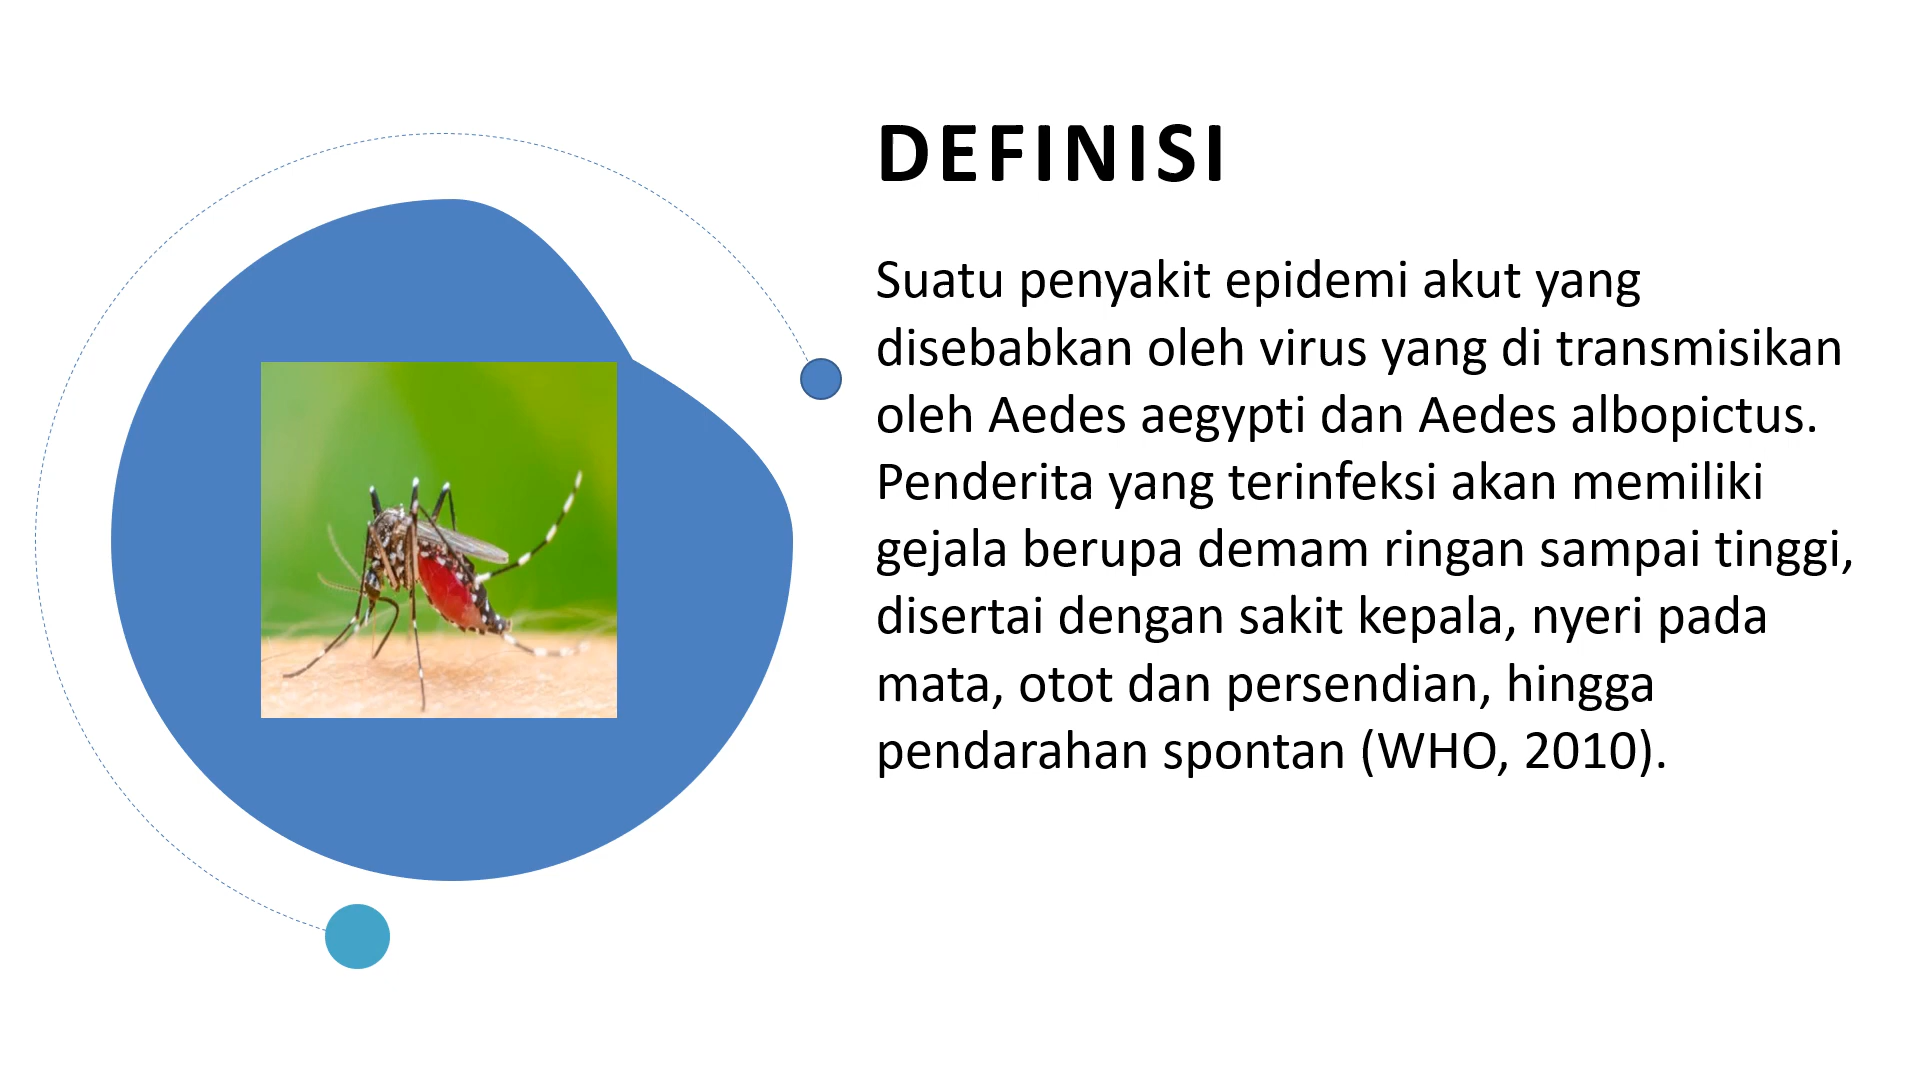 DEFINISI
Suatu penyakit epidemi akut yang
disebabkan oleh virus yang di transmisikan
oleh Aedes aegypti dan Aedes albopictus.
Penderita yang terinfeksi akan memiliki
gejala berupa demam ringan sampai tinggi,
disertai dengan sakit kepala, nyeri pada
mata, otot dan persendian, hingga
pendarahan spontan (WHO, 2010).